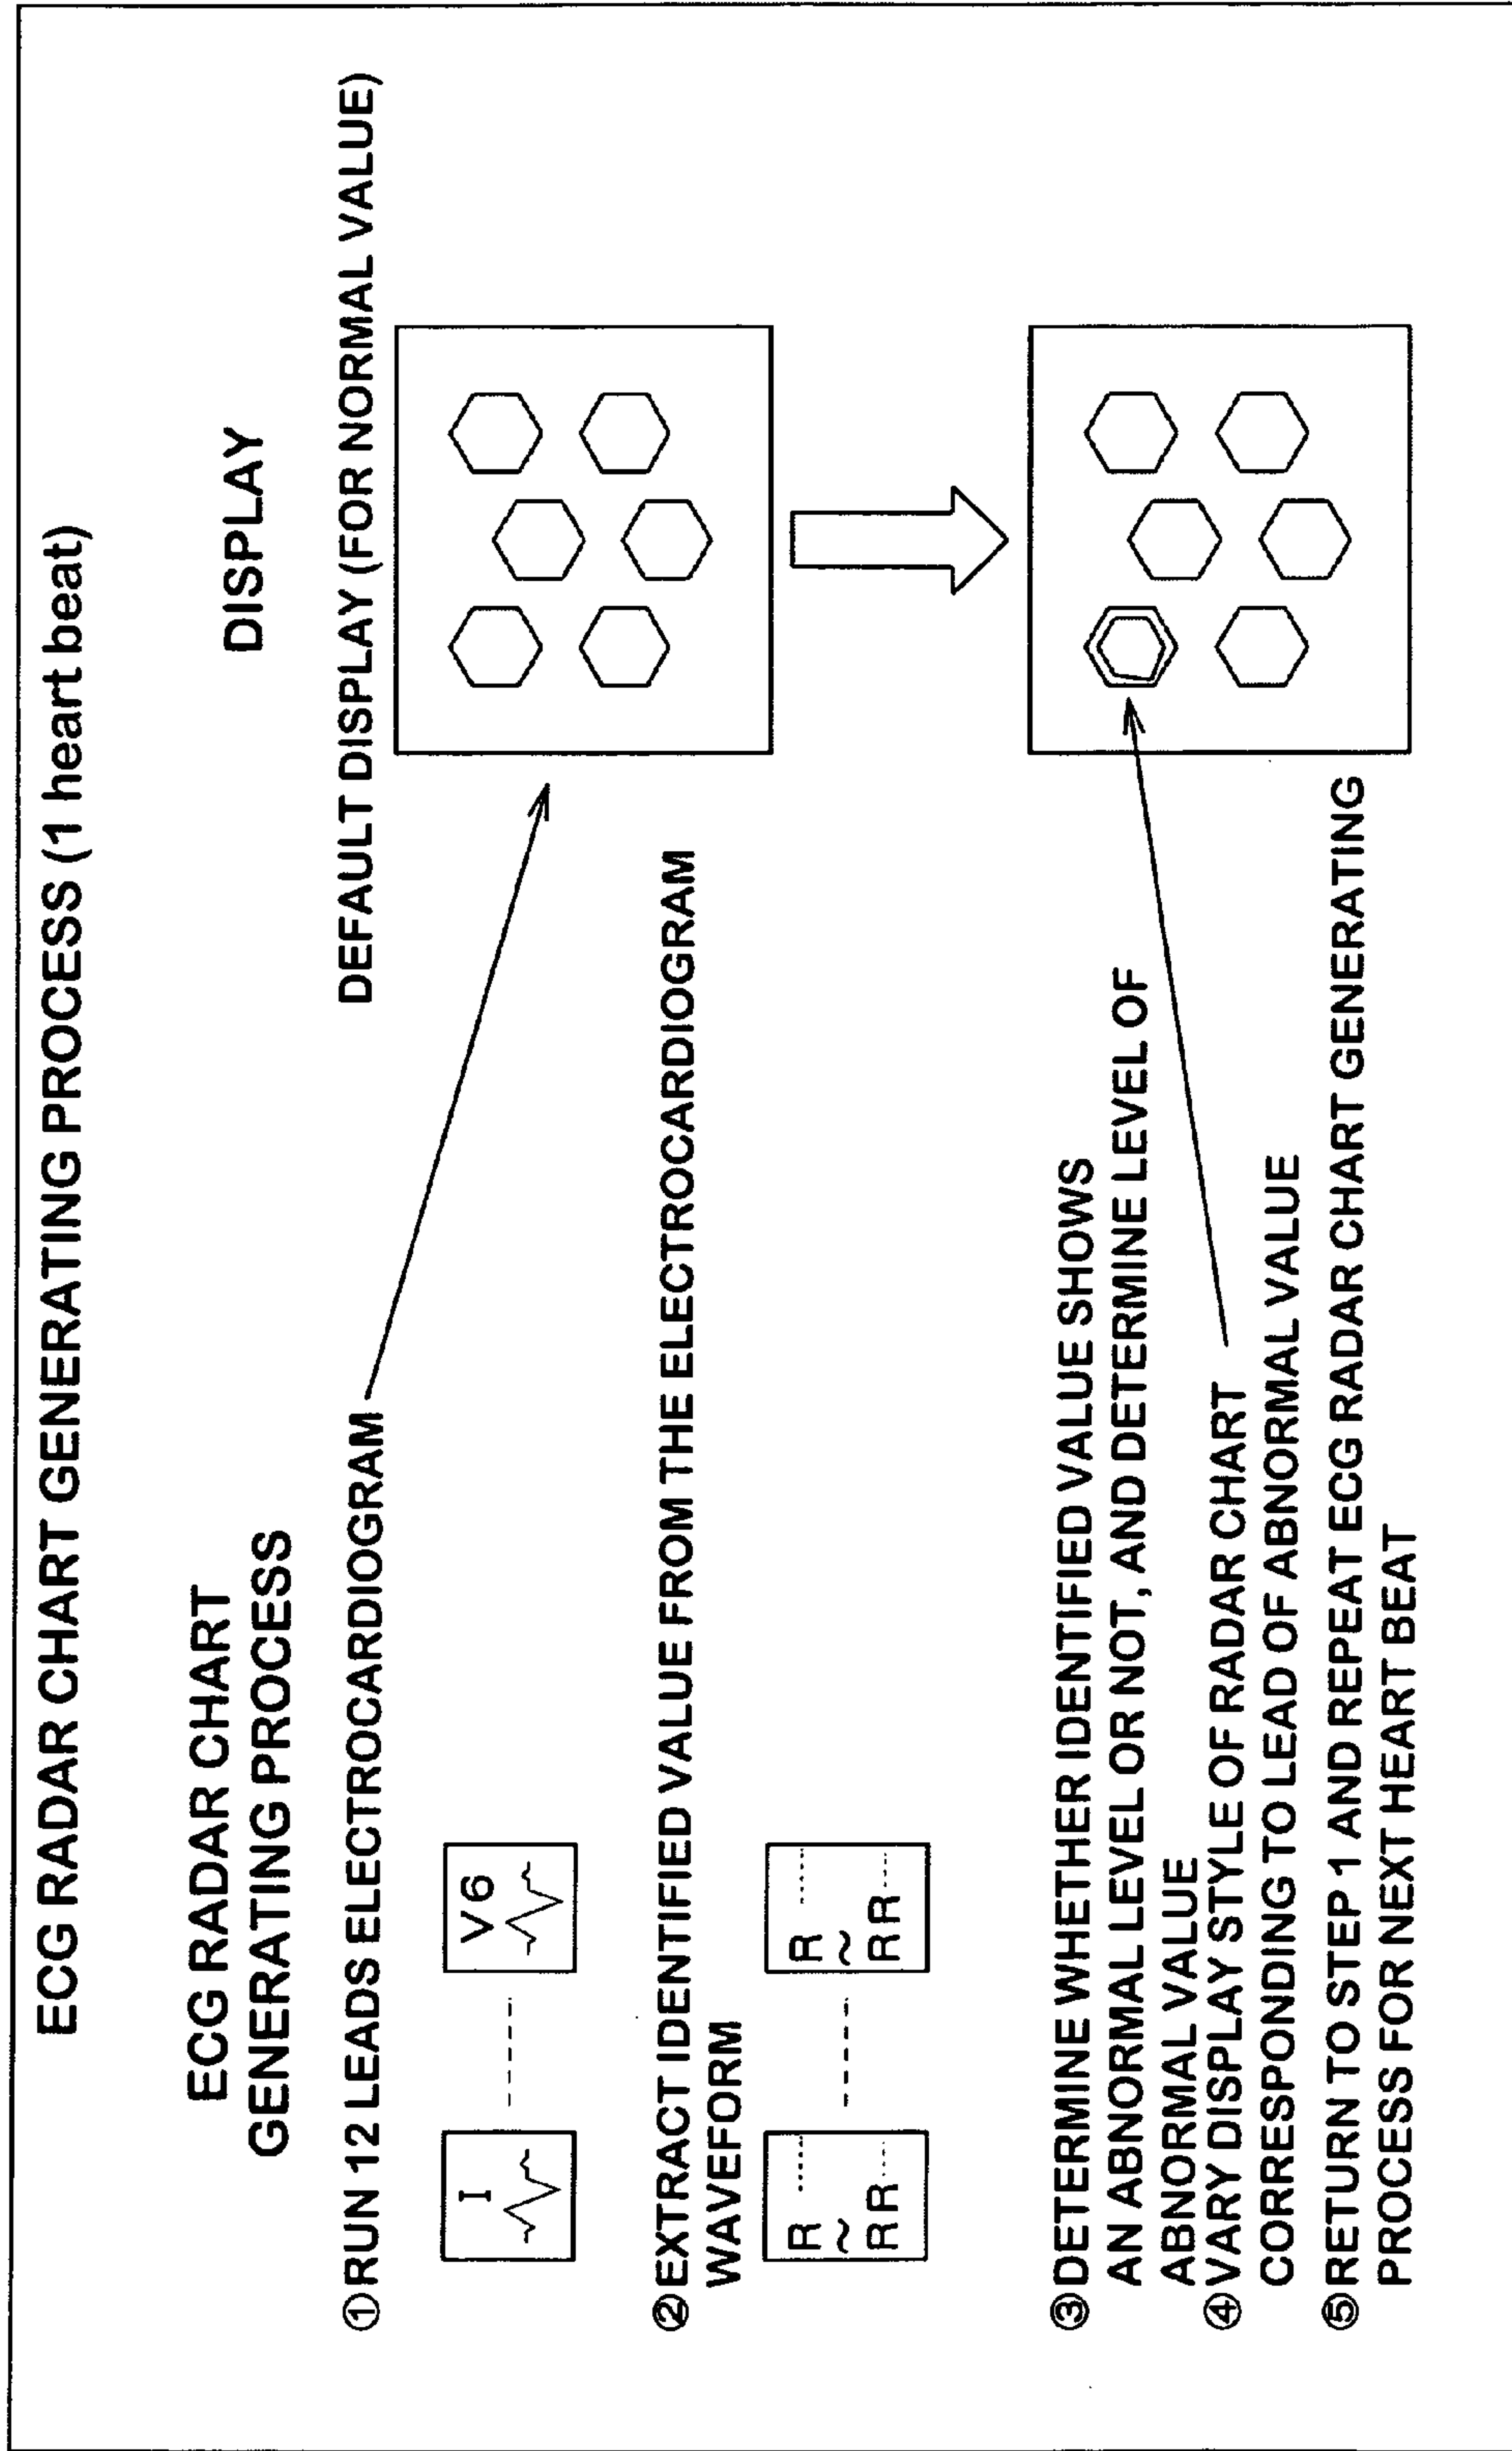 ECG RADAR CHART GENERATING PROCESS (1 heart beat)
ECG RADAR CHART
GENERATING PROCESS
DISPLAY
①RUN 12 LEADS ELECTROCARDIOGRAM
DEFAULT DISPLAY (FOR NORMAL VALUE)
I
V6
②EXTRACT IDENTIFIED VALUE FROM THE ELECTROCARDIOGRAM
WAVEFORM
R
~
RR
R
~
RR
③DETERMINE WHETHER IDENTIFIED VALUE SHOWS
AN ABNORMAL LEVEL OR NOT, AND DETERMINE LEVEL OF
ABNORMAL VALUE
④VARY DISPLAY STYLE OF RADAR CHART
CORRESPONDING TO LEAD OF ABNORMAL VALUE
⑤RETURN TO STEP 1 AND REPEAT ECG RADAR CHART GENERATING
PROCESS FOR NEXT HEART BEAT